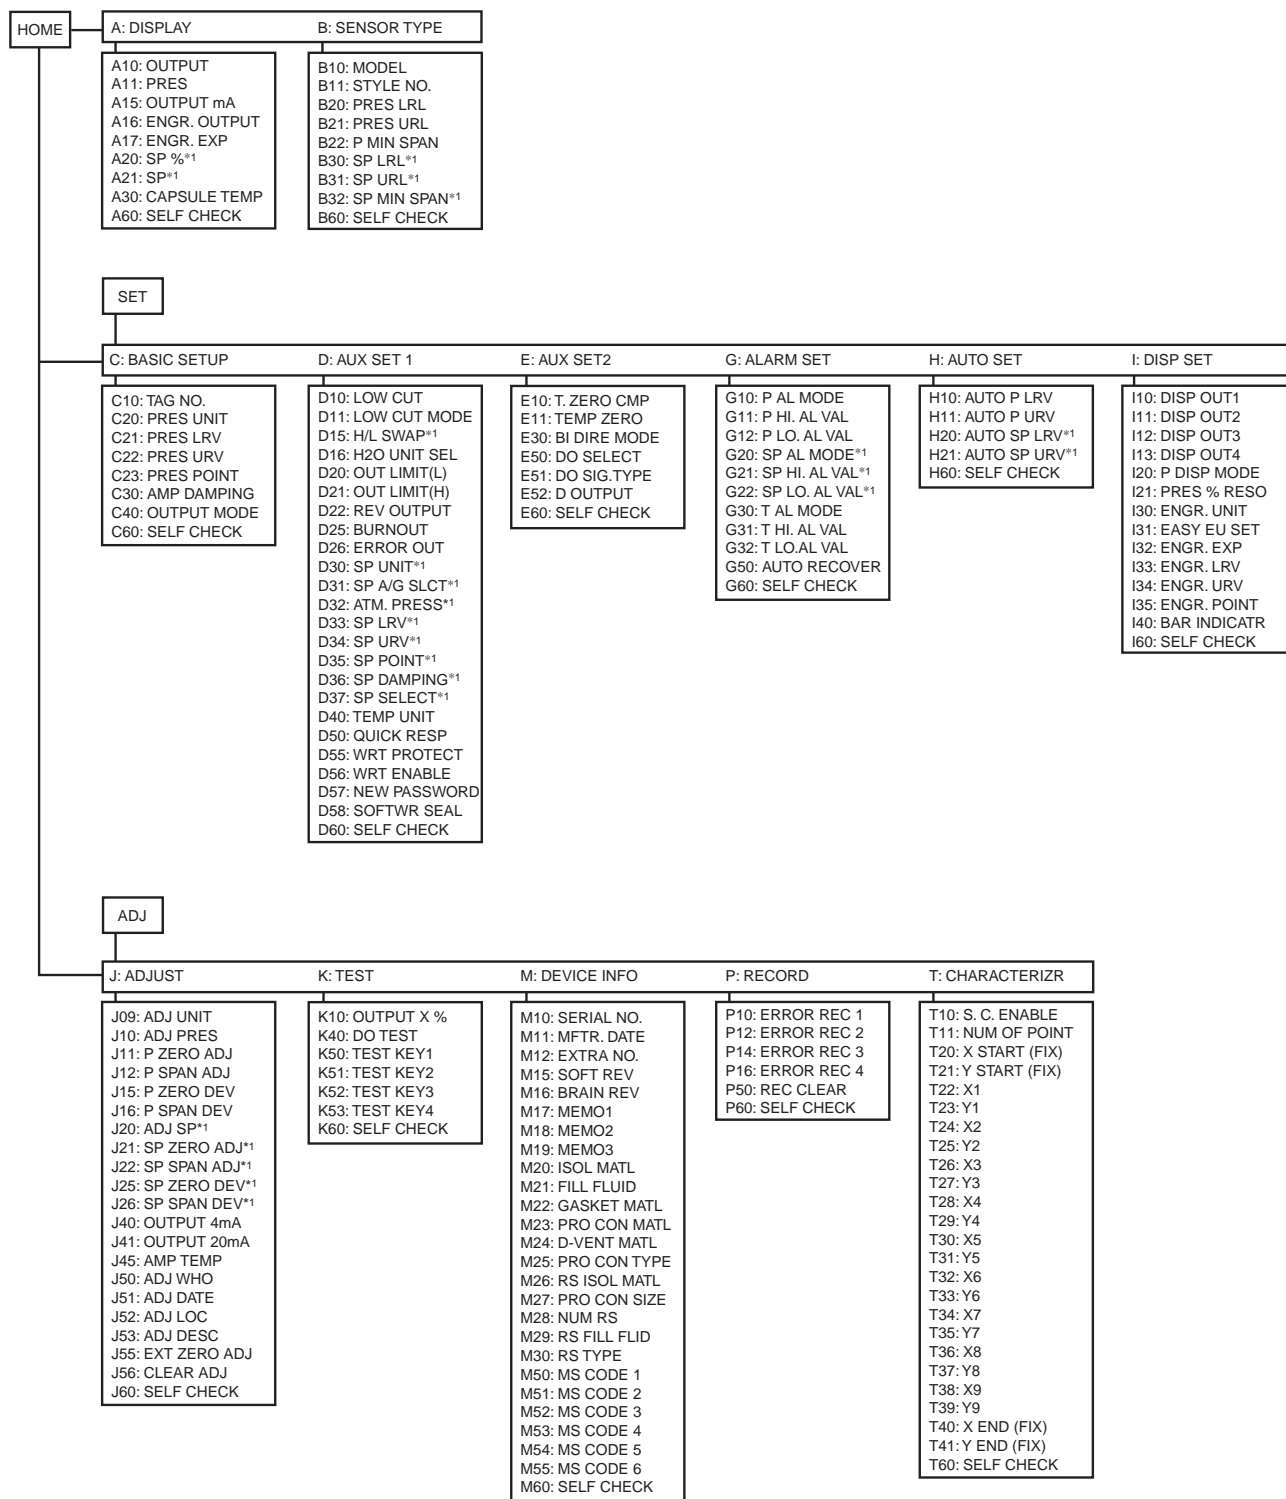 HOME
A: DISPLAY
B: SENSOR TYPE
A10: OUTPUT
A11: PRES
A15: OUTPUT mA
A16: ENGR. OUTPUT
A17: ENGR. EXP
A20: SP %*1
A21: SP*1
A30: CAPSULE TEMP
A60: SELF CHECK
B10: MODEL
B11: STYLE NO.
B20: PRES LRL
B21: PRES URL
B22: P MIN SPAN
B30: SP LRL*1
B31: SP URL*1
B32: SP MIN SPAN*1
B60: SELF CHECK
SET
C: BASIC SETUP
D: AUX SET 1
E: AUX SET2
G: ALARM SET
H: AUTO SET
I: DISP SET
C10: TAG NO.
C20: PRES UNIT
C21: PRES LRV
C22: PRES URV
C23: PRES POINT
C30: AMP DAMPING
C40: OUTPUT MODE
C60: SELF CHECK
D10: LOW CUT
D11: LOW CUT MODE
D15: H/L SWAP*1
D16: H2O UNIT SEL
D20: OUT LIMIT(L)
D21: OUT LIMIT(H)
D22: REV OUTPUT
D25: BURNOUT
D26: ERROR OUT
D30: SP UNIT*1
D31: SP A/G SLCT*1
D32: ATM. PRESS*1
D33: SP LRV*1
D34: SP URV*1
D35: SP POINT*1
D36: SP DAMPING*1
D37: SP SELECT*1
D40: TEMP UNIT
D50: QUICK RESP
D55: WRT PROTECT
D56: WRT ENABLE
D57: NEW PASSWORD
D58: SOFTWR SEAL
D60: SELF CHECK
E10: T. ZERO CMP
E11: TEMP ZERO
E30: BI DIRE MODE
E50: DO SELECT
E51: DO SIG.TYPE
E52: D OUTPUT
E60: SELF CHECK
G10: P AL MODE
G11: P HI. AL VAL
G12: P LO. AL VAL
G20: SP AL MODE*1
G21: SP HI. AL VAL*1
G22: SP LO. AL VAL*1
G30: T AL MODE
G31: T HI. AL VAL
G32: T LO.AL VAL
G50: AUTO RECOVER
G60: SELF CHECK
H10: AUTO P LRV
H11: AUTO P URV
H20: AUTO SP LRV*1
H21: AUTO SP URV*1
H60: SELF CHECK
I10: DISP OUT1
I11: DISP OUT2
I12: DISP OUT3
I13: DISP OUT4
I20: P DISP MODE
I21: PRES % RESO
I30: ENGR. UNIT
I31: EASY EU SET
I32: ENGR. EXP
I33: ENGR. LRV
I34: ENGR. URV
I35: ENGR. POINT
I40: BAR INDICATR
I60: SELF CHECK
ADJ
J: ADJUST
K: TEST
M: DEVICE INFO
P: RECORD
T: CHARACTERIZR
J09: ADJ UNIT
J10: ADJ PRES
J11: P ZERO ADJ
J12: P SPAN ADJ
J15: P ZERO DEV
J16: P SPAN DEV
J20: ADJ SP*1
J21: SP ZERO ADJ*1
J22: SP SPAN ADJ*1
J25: SP ZERO DEV*1
J26: SP SPAN DEV*1
J40: OUTPUT 4mA
J41: OUTPUT 20mA
J45: AMP TEMP
J50: ADJ WHO
J51: ADJ DATE
J52: ADJ LOC
J53: ADJ DESC
J55: EXT ZERO ADJ
J56: CLEAR ADJ
J60: SELF CHECK
K10: OUTPUT X %
K40: DO TEST
K50: TEST KEY1
K51: TEST KEY2
K52: TEST KEY3
K53: TEST KEY4
K60: SELF CHECK
M10: SERIAL NO.
M11: MFTR. DATE
M12: EXTRA NO.
M15: SOFT REV
M16: BRAIN REV
M17: MEMO1
M18: MEMO2
M19: MEMO3
M20: ISOL MATL
M21: FILL FLUID
M22: GASKET MATL
M23: PRO CON MATL
M24: D-VENT MATL
M25: PRO CON TYPE
M26: RS ISOL MATL
M27: PRO CON SIZE
M28: NUM RS
M29: RS FILL FLID
M30: RS TYPE
M50: MS CODE 1
M51: MS CODE 2
M52: MS CODE 3
M53: MS CODE 4
M54: MS CODE 5
M55: MS CODE 6
M60: SELF CHECK
P10: ERROR REC 1
P12: ERROR REC 2
P14: ERROR REC 3
P16: ERROR REC 4
P50: REC CLEAR
P60: SELF CHECK
T10: S. C. ENABLE
T11: NUM OF POINT
T20: X START (FIX)
T21: Y START (FIX)
T22: X1
T23: Y1
T24: X2
T25: Y2
T26: X3
T27: Y3
T28: X4
T29: Y4
T30: X5
T31: Y5
T32: X6
T33: Y6
T34: X7
T35: Y7
T36: X8
T37: Y8
T38: X9
T39: Y9
T40: X END (FIX)
T41: Y END (FIX)
T60: SELF CHECK